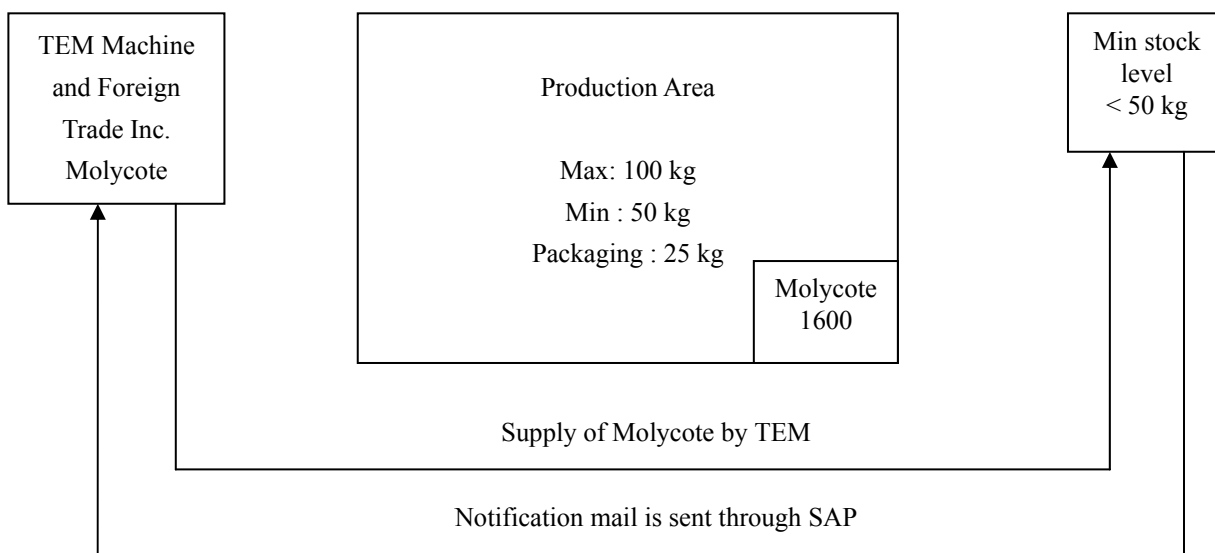 TEM Machine
and Foreign
Trade Inc.
Molycote
Production Area
Max: 100 kg
Min : 50 kg
Packaging : 25 kg
Molycote
1600
Min stock
level
< 50 kg
Supply of Molycote by TEM
Notification mail is sent through SAP